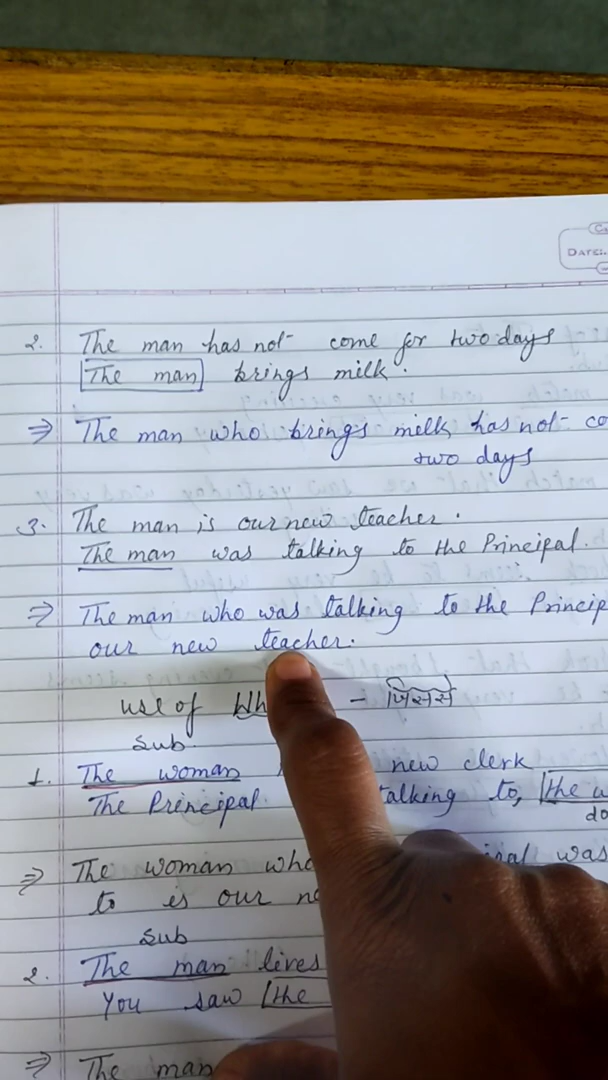 DATE:
2. The man has not come for two days
The man brings milk.
⇒ The man who brings milk has not
two days
3. The man is our new teacher.
The man was talking to the Principal.
⇒ The man who was talking to the
our new teacher.
use of - जिससे
Sub
1. The woman new clerk
The Principal talking to, the
⇒ The woman was
to is our
Sub
2. The man lives
You saw the
⇒ The man